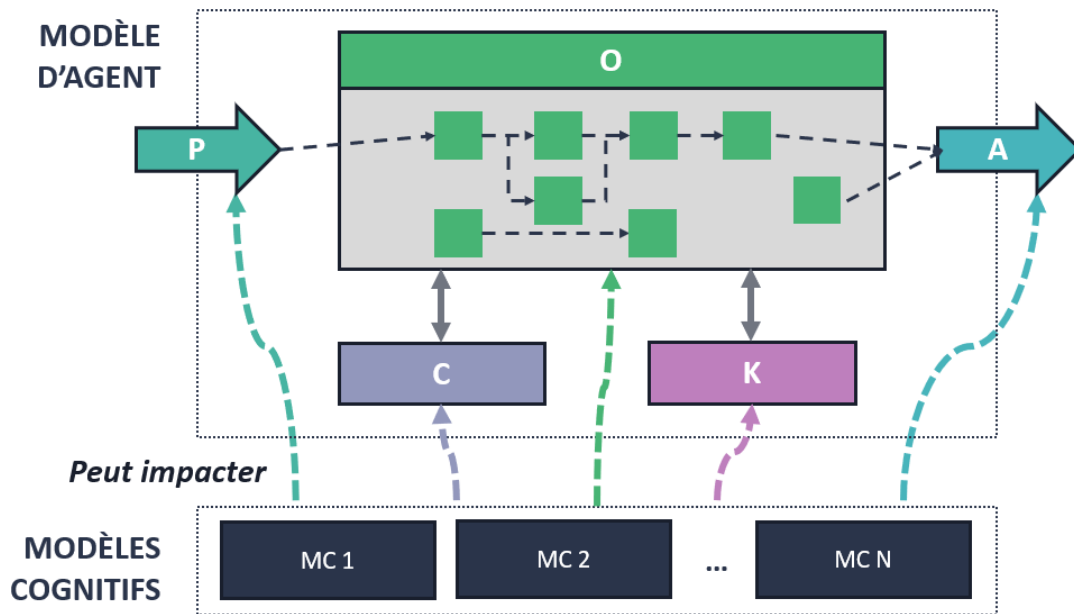 MODÈLE
D'AGENT
O
P
A
C
K
Peut impacter
MODÈLES
COGNITIFS
MC 1
MC 2
...
MC N